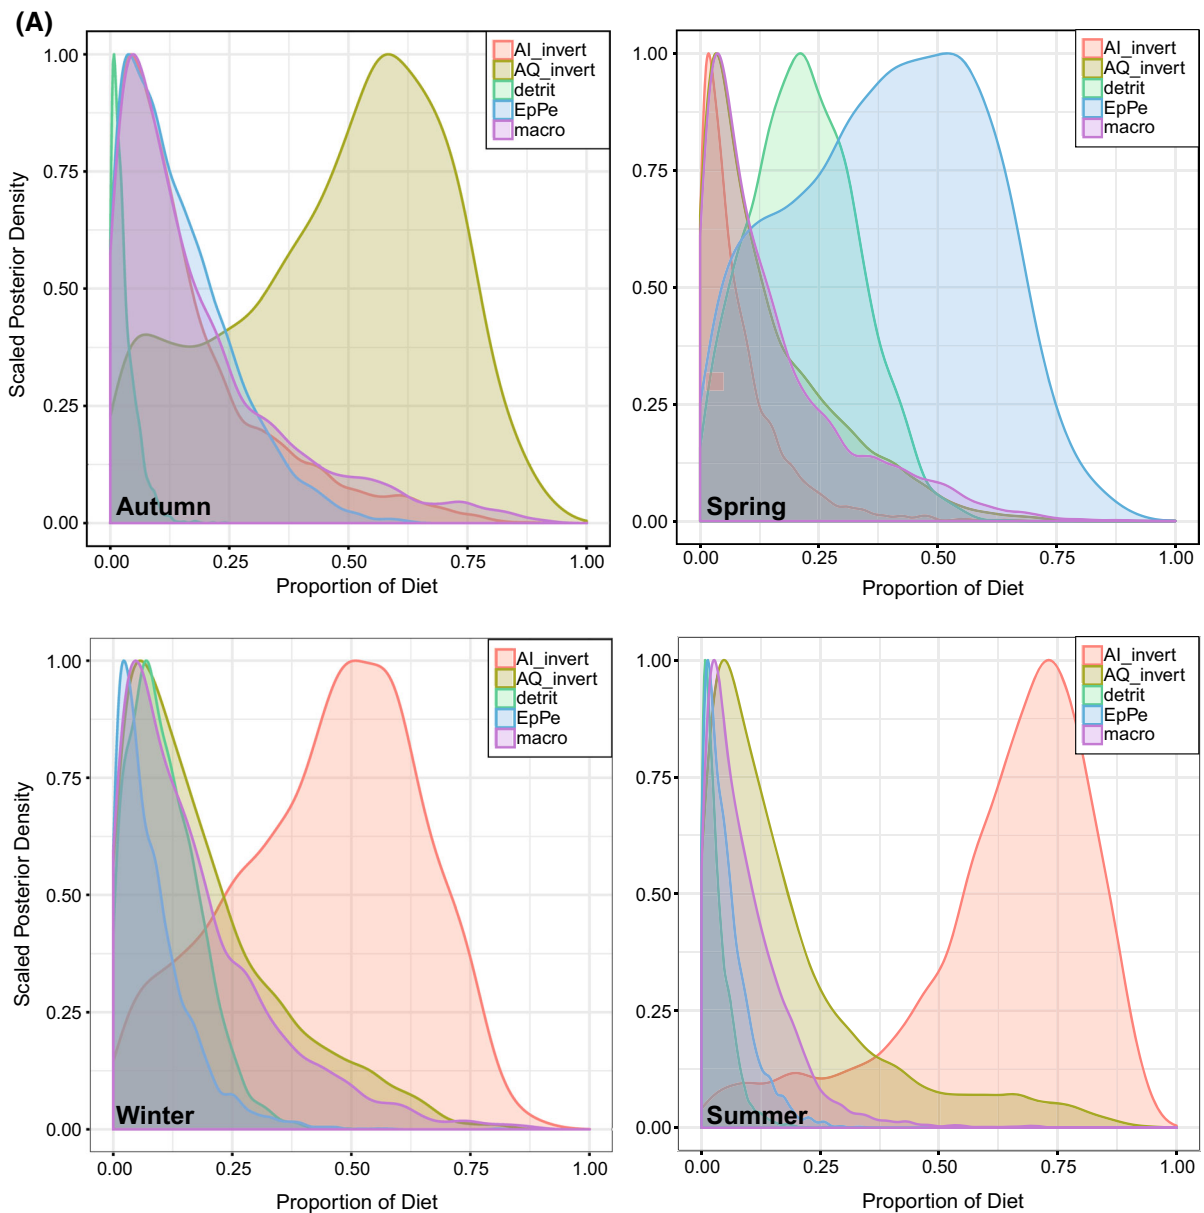 (A)
AI_invert
AQ_invert
detrit
EpPe
macro
1.00
0.75
0.50
0.25
0.00
Scaled Posterior Density
Autumn
0.00 0.25 0.50 0.75 1.00
Proportion of Diet
AI_invert
AQ_invert
detrit
EpPe
macro
1.00
0.75
0.50
0.25
0.00
Spring
0.00 0.25 0.50 0.75 1.00
Proportion of Diet
AI_invert
AQ_invert
detrit
EpPe
macro
1.00
0.75
0.50
0.25
0.00
Scaled Posterior Density
Winter
0.00 0.25 0.50 0.75 1.00
Proportion of Diet
AI_invert
AQ_invert
detrit
EpPe
macro
1.00
0.75
0.50
0.25
0.00
Summer
0.00 0.25 0.50 0.75 1.00
Proportion of Diet